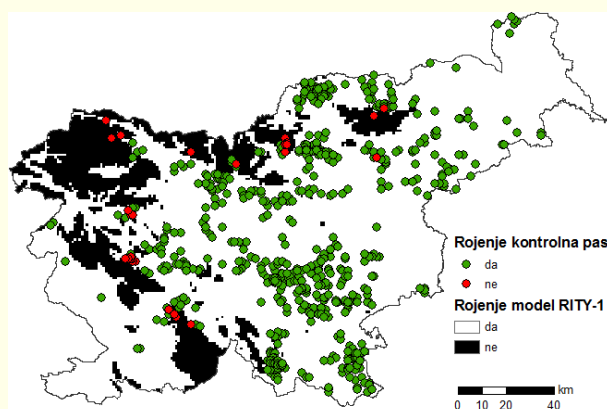 Rojenje kontrolna pas
da
ne
Rojenje model RITY-1
da
ne
km
0 10 20 40